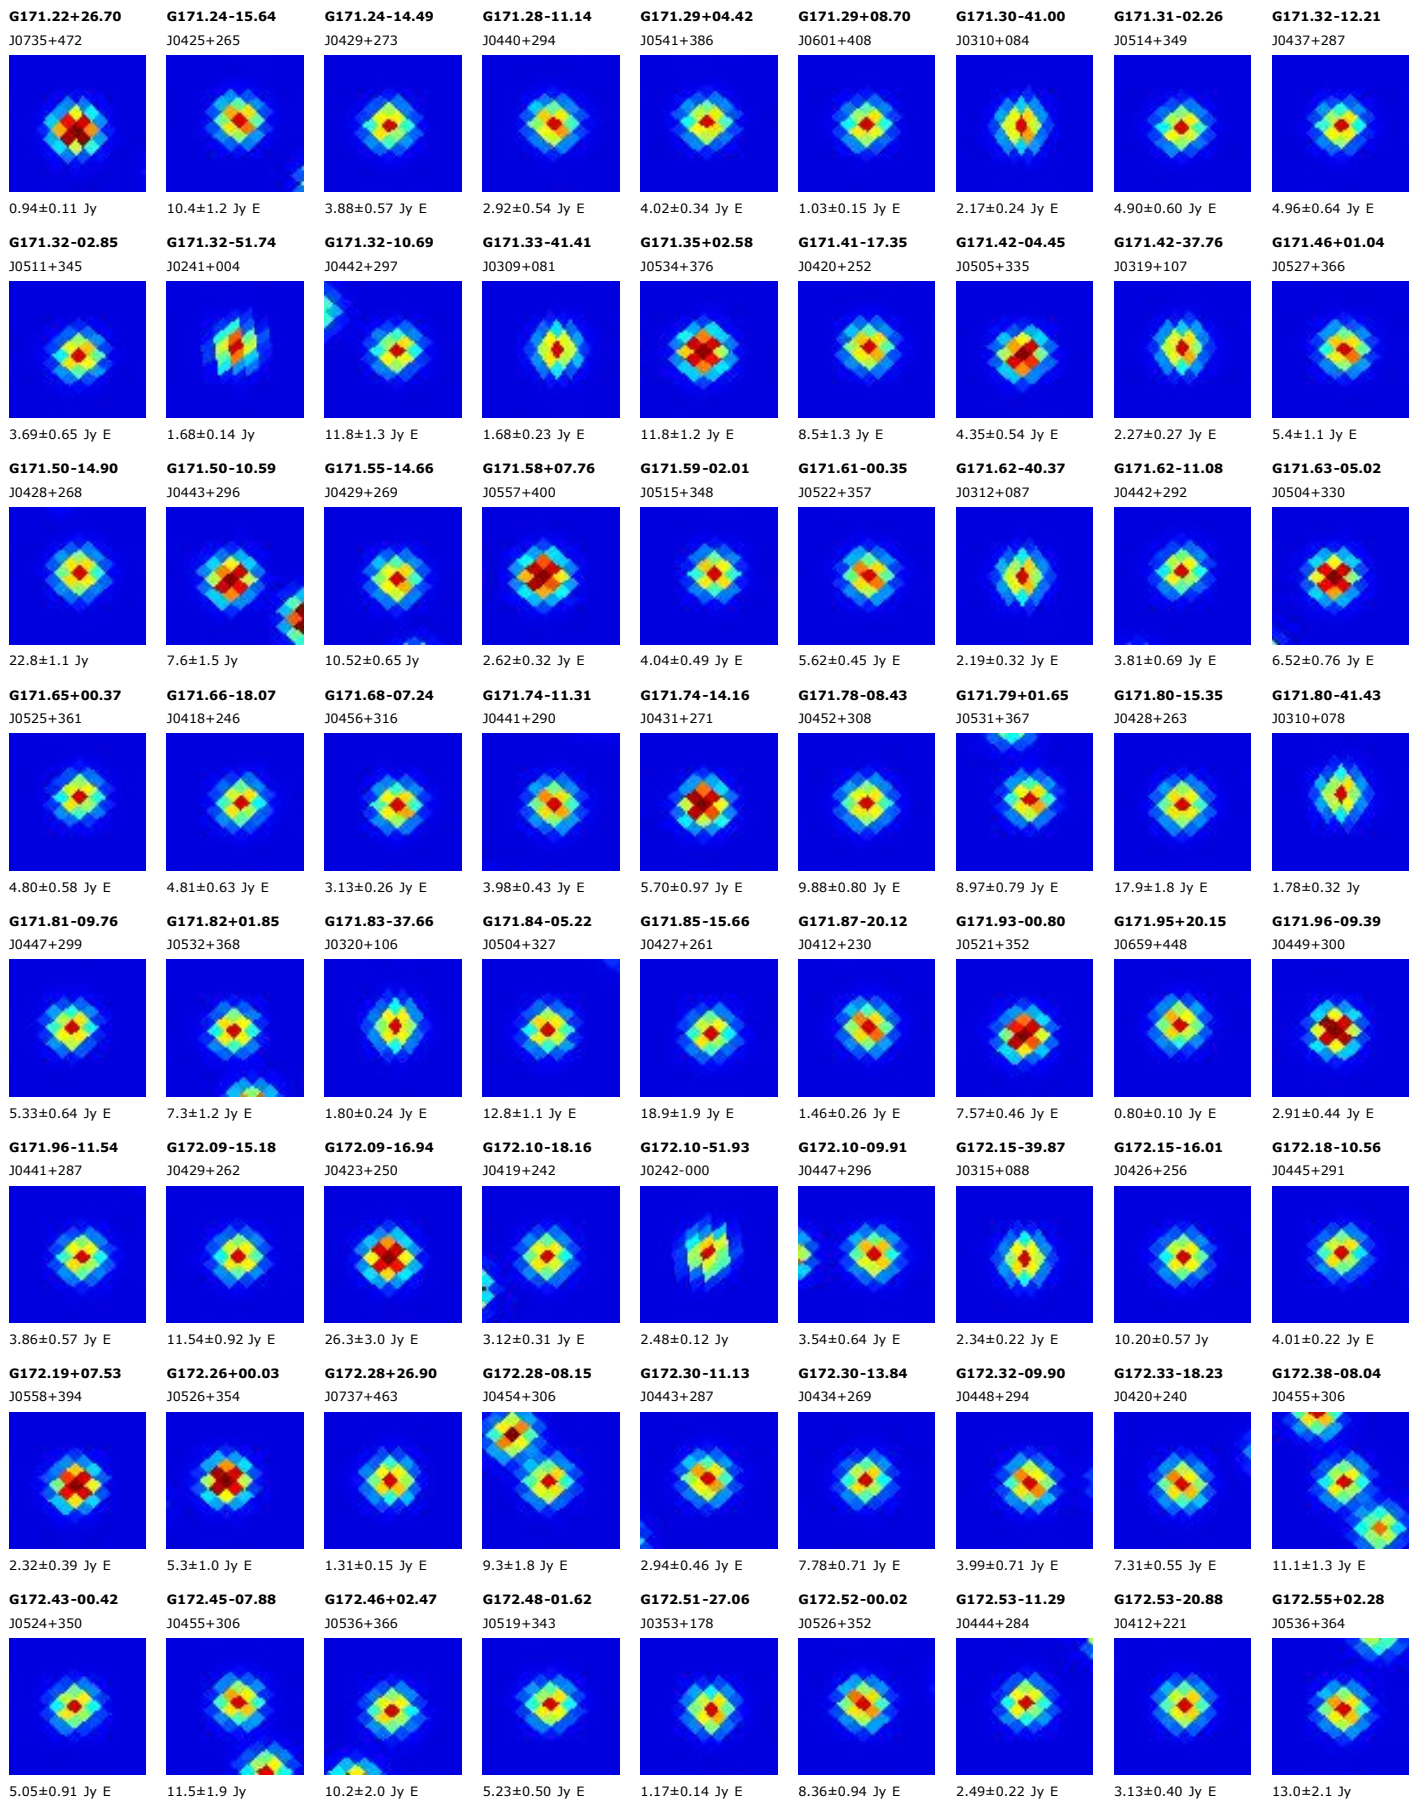 G171.22+26.70 G171.24-15.64 G171.24-14.49 G171.28-11.14 G171.29+04.42 G171.29+08.70 G171.30-41.00 G171.31-02.26 G171.32-12.21
J0735+472 J0425+265 J0429+273 J0440+294 J0541+386 J0601+408 J0310+084 J0514+349 J0437+287
0.94±0.11 Jy 10.4±1.2 Jy E 3.88±0.57 Jy E 2.92±0.54 Jy E 4.02±0.34 Jy E 1.03±0.15 Jy E 2.17±0.24 Jy E 4.90±0.60 Jy E 4.96±0.64 Jy E
G171.32-02.85 G171.32-51.74 G171.32-10.69 G171.33-41.41 G171.35+02.58 G171.41-17.35 G171.42-04.45 G171.42-37.76 G171.46+01.04
J0511+345 J0241+004 J0442+297 J0309+081 J0534+376 J0420+252 J0505+335 J0319+107 J0527+366
3.69±0.65 Jy E 1.68±0.14 Jy 11.8±1.3 Jy E 1.68±0.23 Jy E 11.8±1.2 Jy E 8.5±1.3 Jy E 4.35±0.54 Jy E 2.27±0.27 Jy E 5.4±1.1 Jy E
G171.50-14.90 G171.50-10.59 G171.55-14.66 G171.58+07.76 G171.59-02.01 G171.61-00.35 G171.62-40.37 G171.62-11.08 G171.63-05.02
J0428+268 J0443+296 J0429+269 J0557+400 J0515+348 J0522+357 J0312+087 J0442+292 J0504+330
22.8±1.1 Jy 7.6±1.5 Jy 10.52±0.65 Jy 2.62±0.32 Jy E 4.04±0.49 Jy E 5.62±0.45 Jy E 2.19±0.32 Jy E 3.81±0.69 Jy E 6.52±0.76 Jy E
G171.65+00.37 G171.66-18.07 G171.68-07.24 G171.74-11.31 G171.74-14.16 G171.78-08.43 G171.79+01.65 G171.80-15.35 G171.80-41.43
J0525+361 J0418+246 J0456+316 J0441+290 J0431+271 J0452+308 J0531+367 J0428+263 J0310+078
4.80±0.58 Jy E 4.81±0.63 Jy E 3.13±0.26 Jy E 3.98±0.43 Jy E 5.70±0.97 Jy E 9.88±0.80 Jy E 8.97±0.79 Jy E 17.9±1.8 Jy E 1.78±0.32 Jy
G171.81-09.76 G171.82+01.85 G171.83-37.66 G171.84-05.22 G171.85-15.66 G171.87-20.12 G171.93-00.80 G171.95+20.15 G171.96-09.39
J0447+299 J0532+368 J0320+106 J0504+327 J0427+261 J0412+230 J0521+352 J0659+448 J0449+300
5.33±0.64 Jy E 7.3±1.2 Jy E 1.80±0.24 Jy E 12.8±1.1 Jy E 18.9±1.9 Jy E 1.46±0.26 Jy E 7.57±0.46 Jy E 0.80±0.10 Jy E 2.91±0.44 Jy E
G171.96-11.54 G172.09-15.18 G172.09-16.94 G172.10-18.16 G172.10-51.93 G172.10-09.91 G172.15-39.87 G172.15-16.01 G172.18-10.56
J0441+287 J0429+262 J0423+250 J0419+242 J0242-000 J0447+296 J0315+088 J0426+256 J0445+291
3.86±0.57 Jy E 11.54±0.92 Jy E 26.3±3.0 Jy E 3.12±0.31 Jy E 2.48±0.12 Jy 3.54±0.64 Jy E 2.34±0.22 Jy E 10.20±0.57 Jy 4.01±0.22 Jy E
G172.19+07.53 G172.26+00.03 G172.28+26.90 G172.28-08.15 G172.30-11.13 G172.30-13.84 G172.32-09.90 G172.33-18.23 G172.38-08.04
J0558+394 J0526+354 J0737+463 J0454+306 J0443+287 J0434+269 J0448+294 J0420+240 J0455+306
2.32±0.39 Jy E 5.3±1.0 Jy E 1.31±0.15 Jy E 9.3±1.8 Jy E 2.94±0.46 Jy E 7.78±0.71 Jy E 3.99±0.71 Jy E 7.31±0.55 Jy E 11.1±1.3 Jy E
G172.43-00.42 G172.45-07.88 G172.46+02.47 G172.48-01.62 G172.51-27.06 G172.52-00.02 G172.53-11.29 G172.53-20.88 G172.55+02.28
J0524+350 J0455+306 J0536+366 J0519+343 J0353+178 J0526+352 J0444+284 J0412+221 J0536+364
5.05±0.91 Jy E 11.5±1.9 Jy 10.2±2.0 Jy E 5.23±0.50 Jy E 1.17±0.14 Jy E 8.36±0.94 Jy E 2.49±0.22 Jy E 3.13±0.40 Jy E 13.0±2.1 Jy